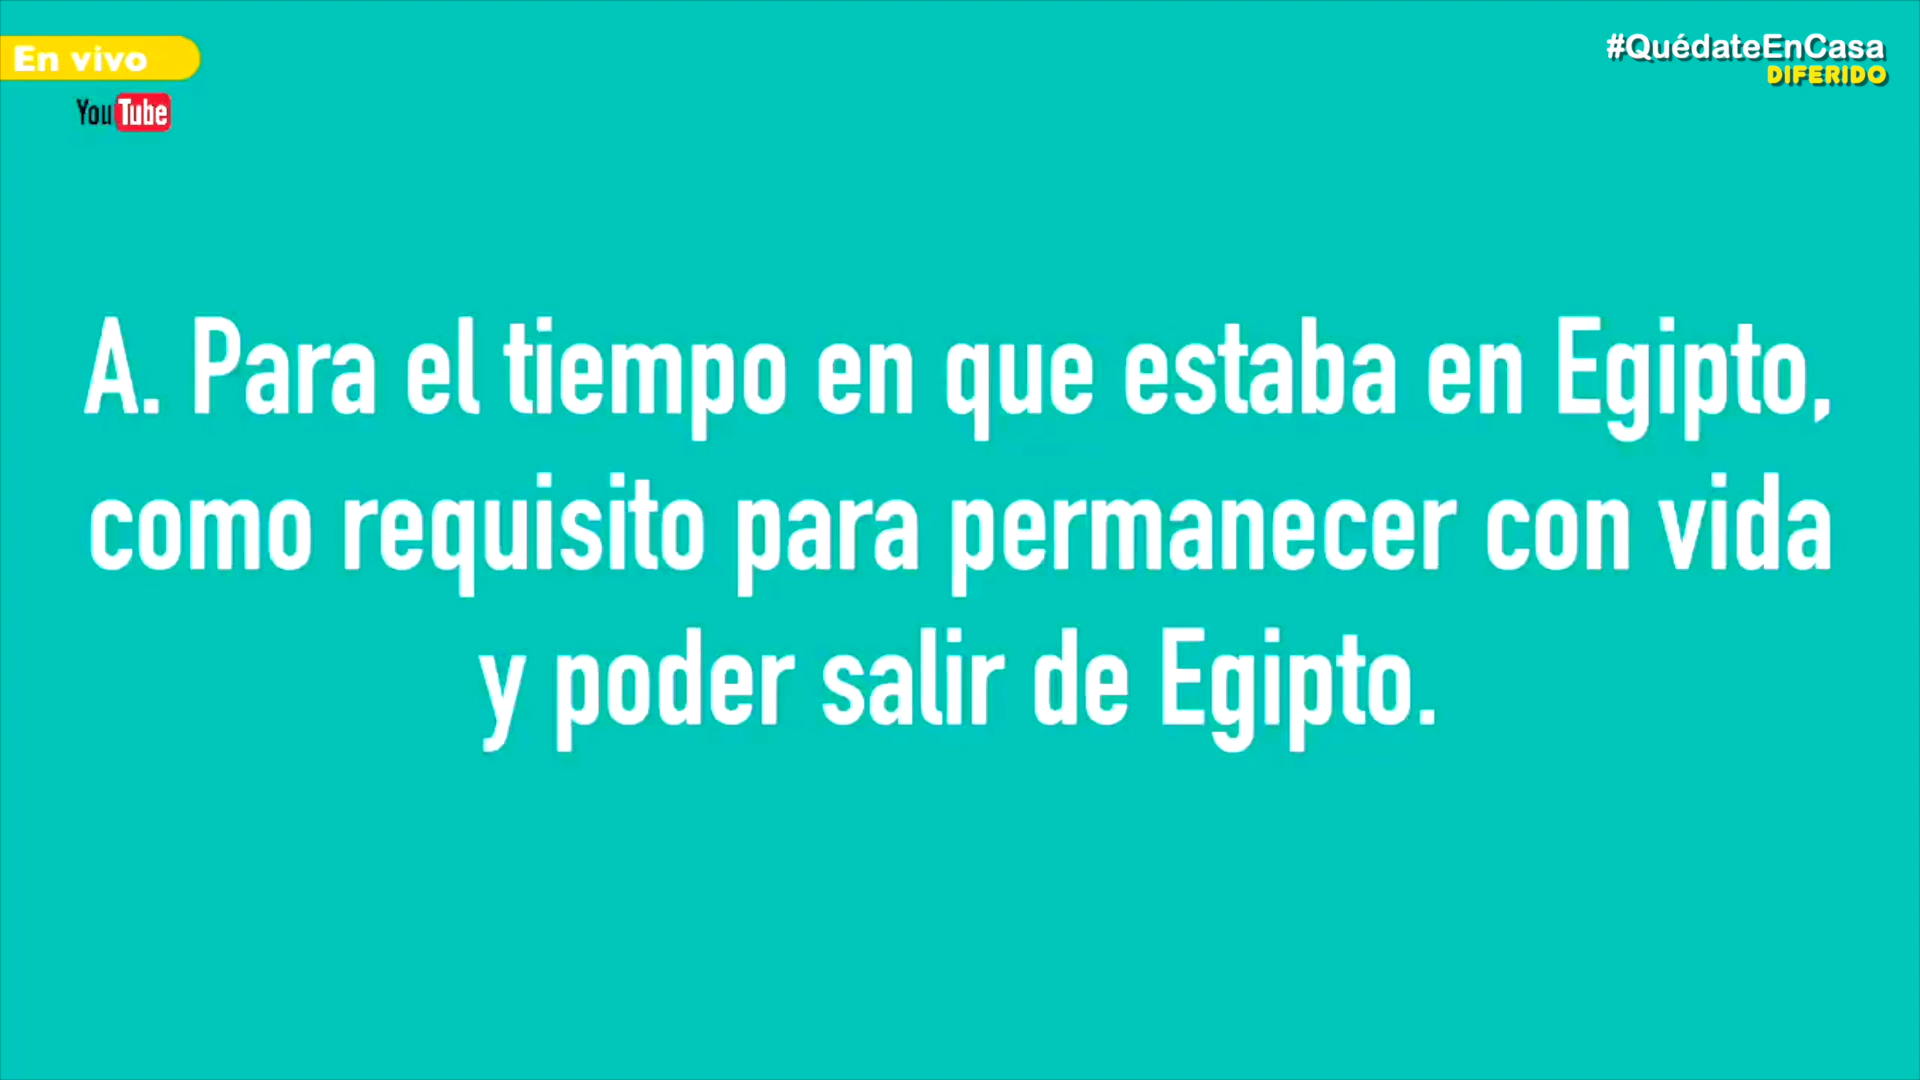 En vivo
YouTube
#QuédateEnCasa
DIFERIDO
A. Para el tiempo en que estaba en Egipto,
como requisito para permanecer con vida
y poder salir de Egipto.